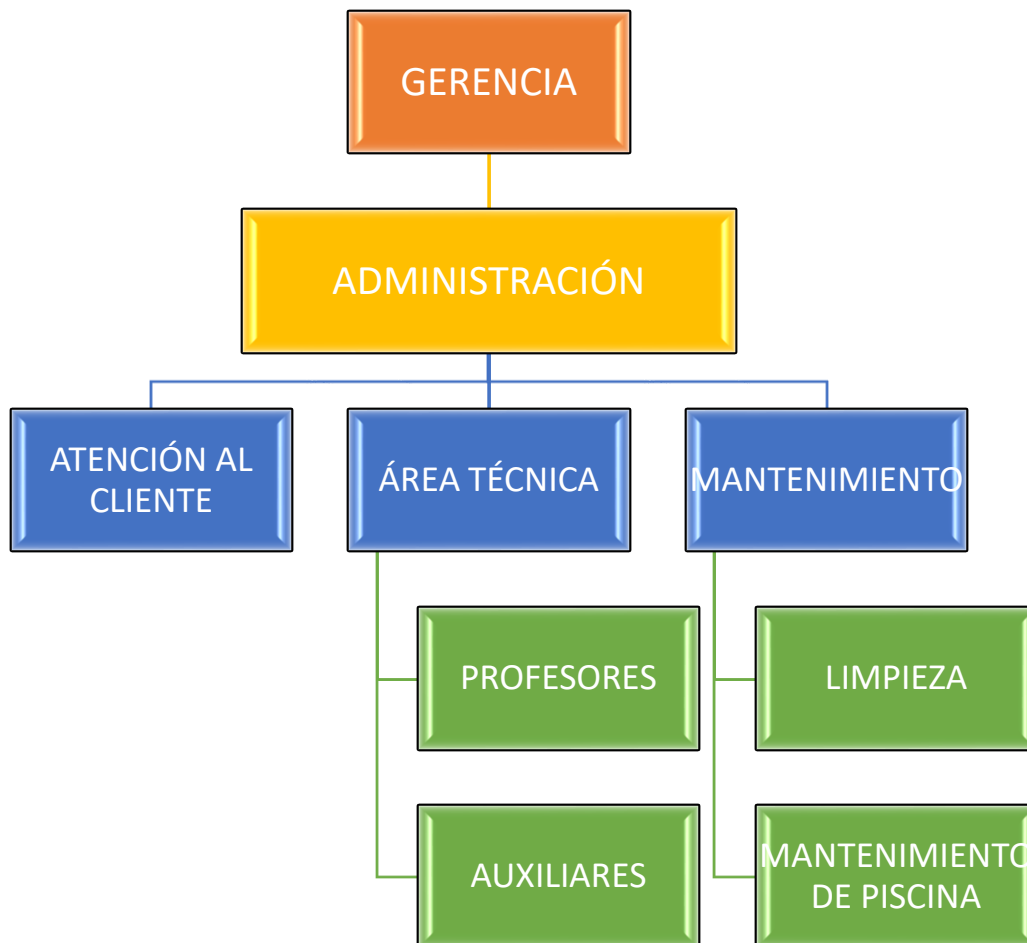 GERENCIA
ADMINISTRACIÓN
ATENCIÓN AL
CLIENTE
ÁREA TÉCNICA
MANTENIMIENTO
PROFESORES
LIMPIEZA
AUXILIARES
MANTENIMIENTO
DE PISCINA